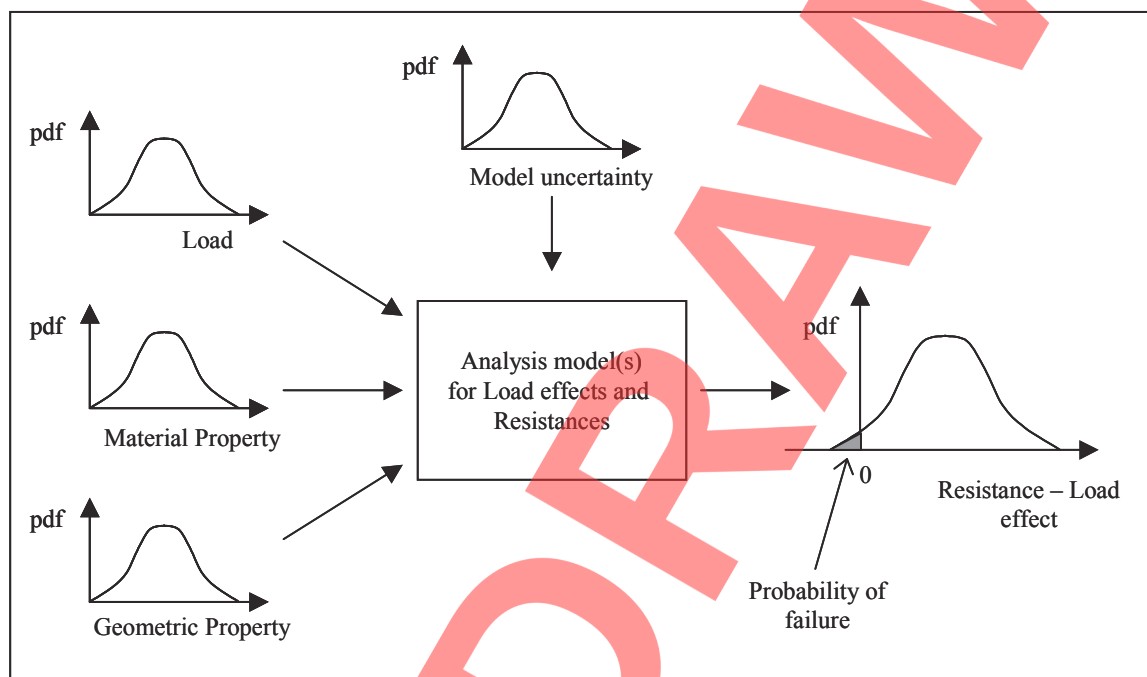 pdf
Model uncertainty
pdf
Load
pdf
Material Property
pdf
Geometric Property
Analysis model(s)
for Load effects and
Resistances
pdf
0
Resistance – Load
effect
Probability of
failure
DRAW